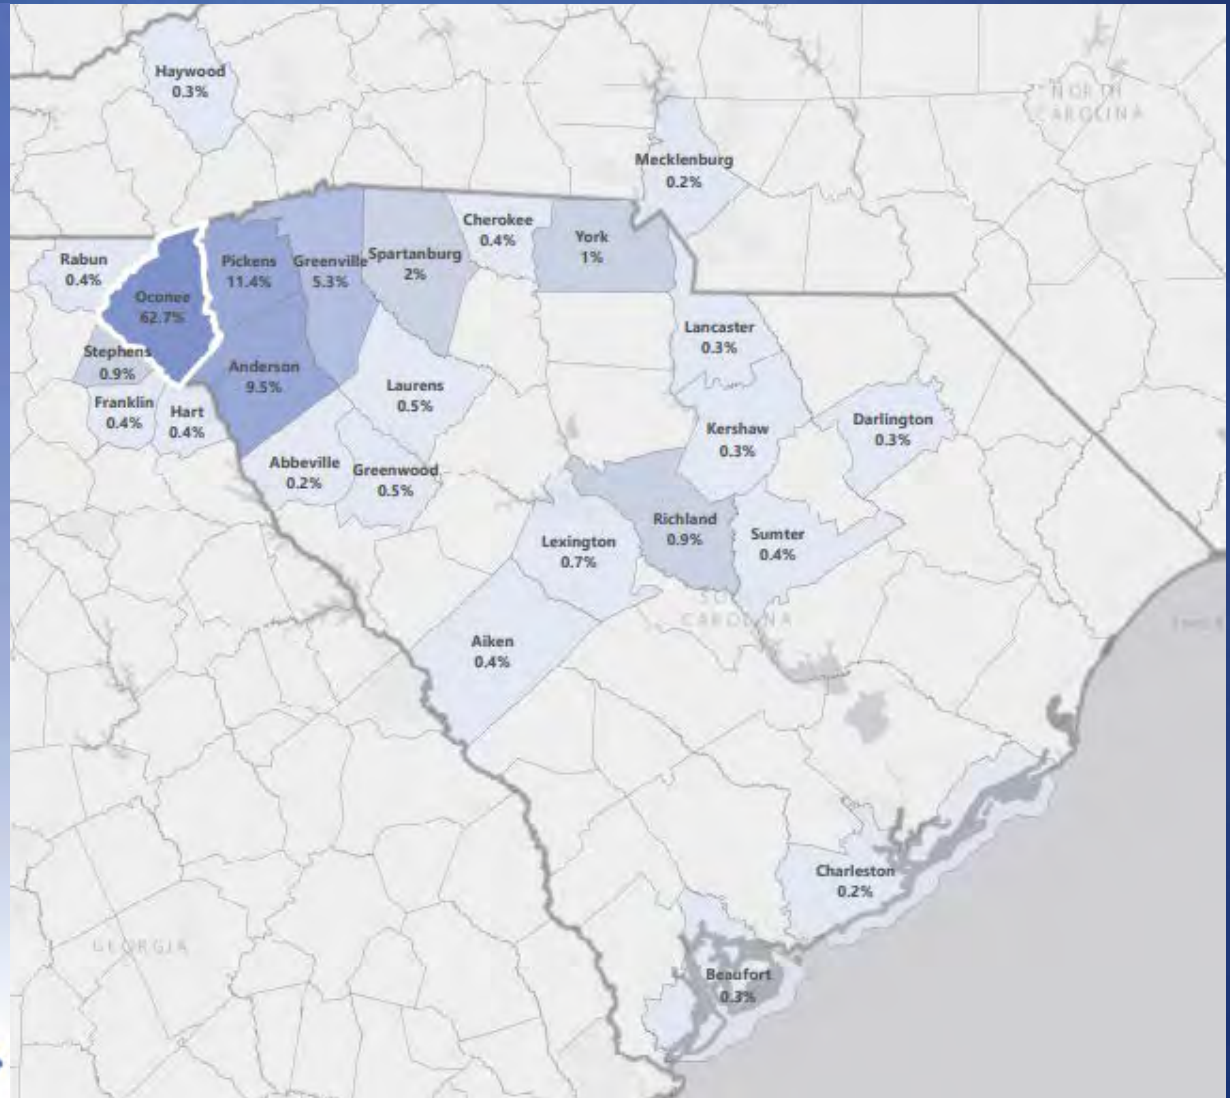 Haywood
0.3%
NORTH
CAROLINA
Mecklenburg
0.2%
Cherokee
0.4%
York
1%
Rabun
0.4%
Pickens
11.4%
Greenville
5.3%
Spartanburg
2%
Oconee
62.7%
Lancaster
0.3%
Stephens
0.9%
Anderson
9.5%
Laurens
0.5%
Franklin
0.4%
Hart
0.4%
Kershaw
0.3%
Darlington
0.3%
Abbeville
0.2%
Greenwood
0.5%
Richland
0.9%
Lexington
0.7%
Sumter
0.4%
CAROLINA
Aiken
0.4%
Charleston
0.2%
GEORGIA
Beaufort
0.3%